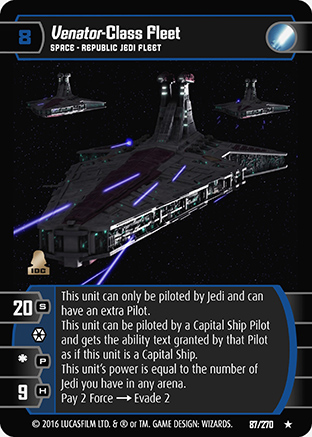 8
Venator-Class Fleet
SPACE - REPUBLIC JEDI FLEET
IDC
20 S
* P
9 H
This unit can only be piloted by Jedi and can
have an extra Pilot.
This unit can be piloted by a Capital Ship Pilot
and gets the ability text granted by that Pilot
as if this unit is a Capital Ship.
This unit's power is equal to the number of
Jedi you have in any arena.
Pay 2 Force → Evade 2
© 2016 LUCASFILM LTD. & ® or TM. GAME DESIGN: WIZARDS. 87/270 ★